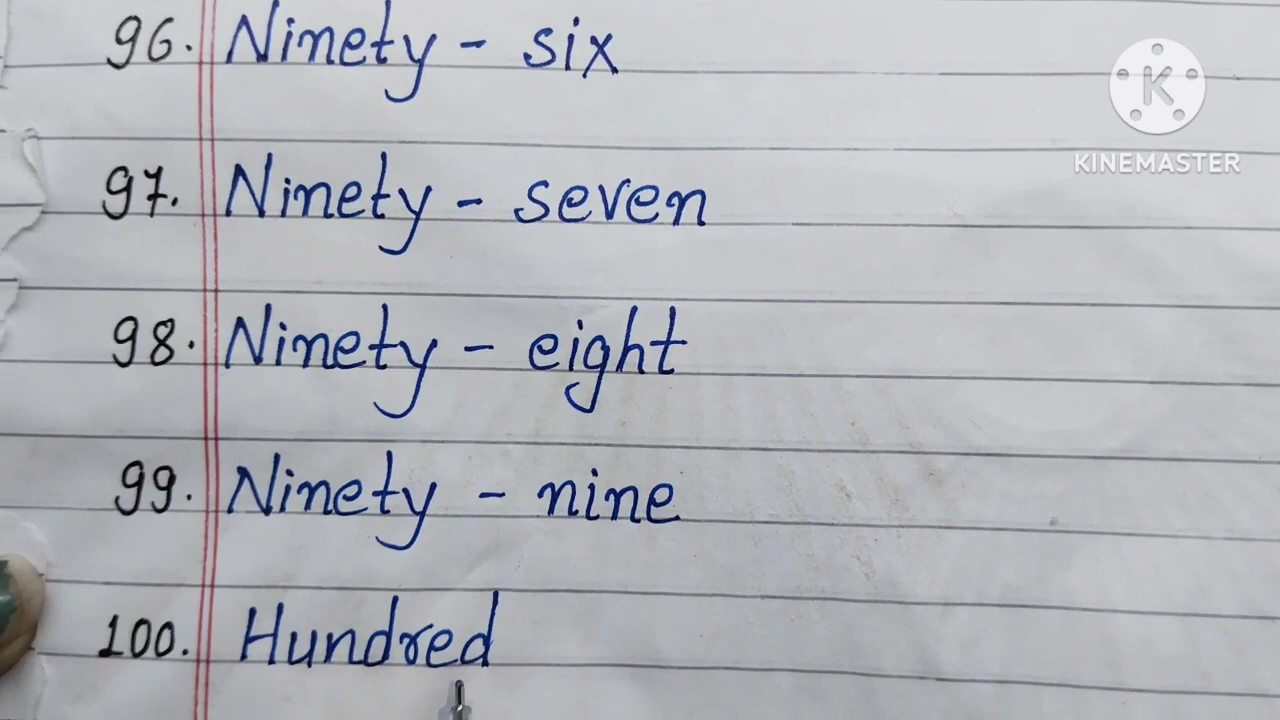 96. Ninety - six
KINEMASTER
97. Ninety - seven
98. Ninety - eight
99. Ninety - nine
100. Hundred